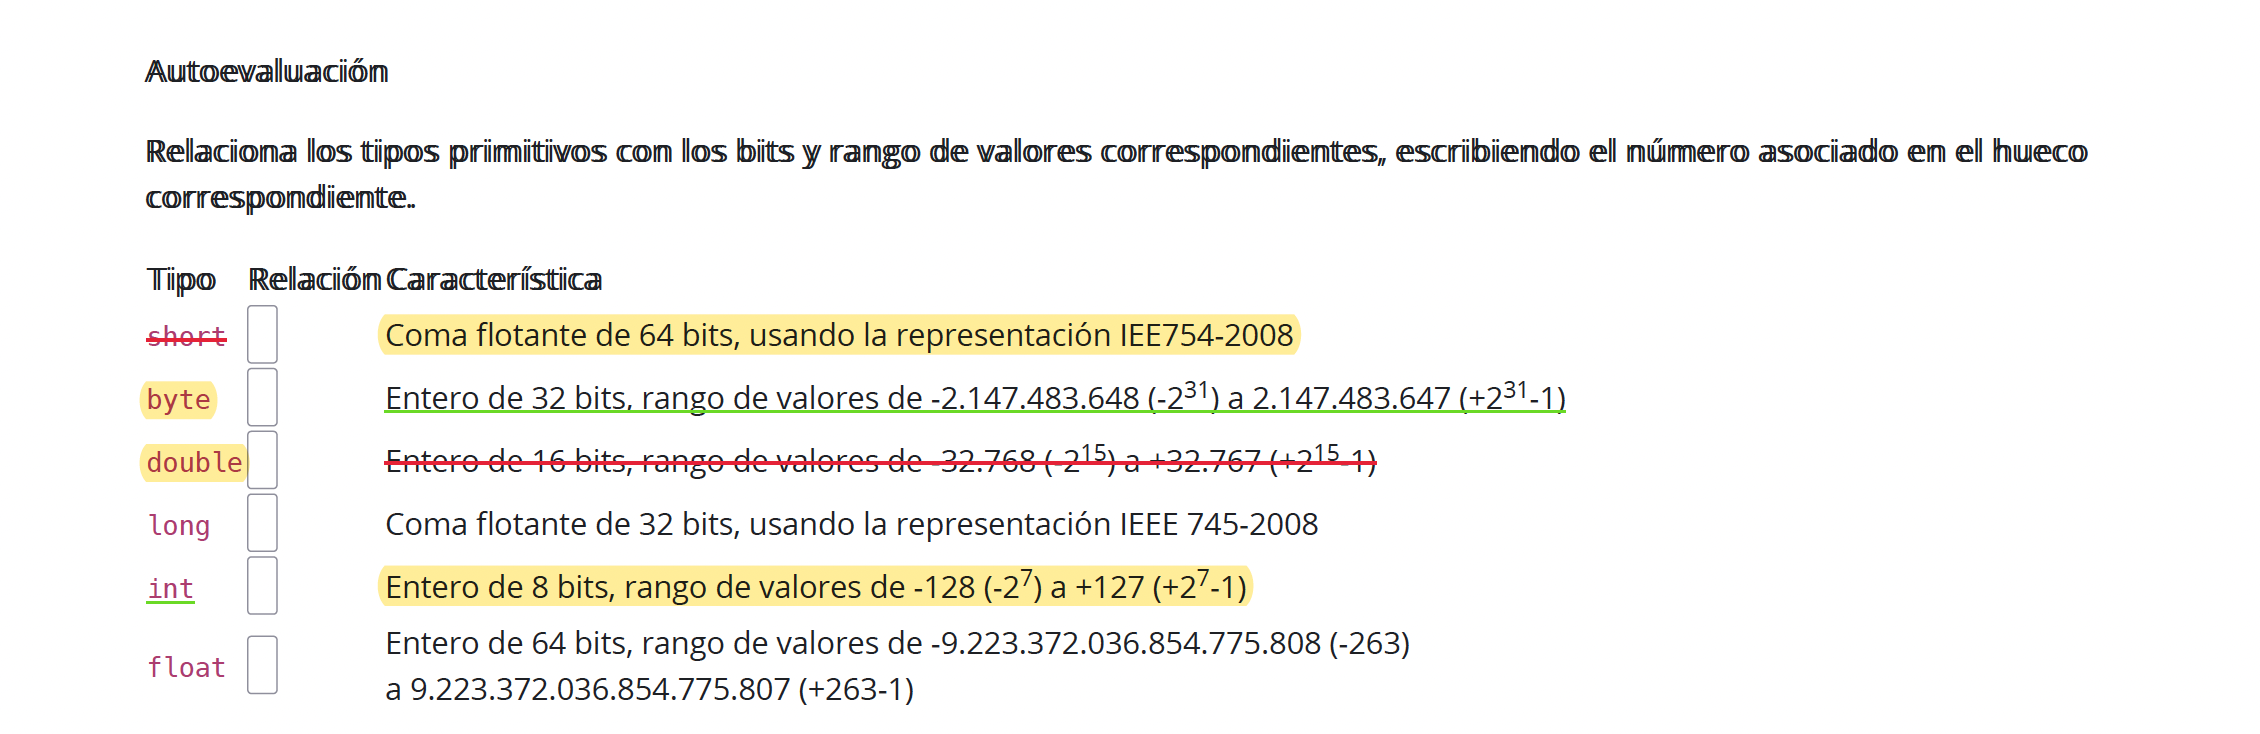 Autoevaluación
Relaciona los tipos primitivos con los bits y rango de valores correspondientes, escribiendo el número asociado en el hueco
correspondiente.
Tipo Relación Característica
short Coma flotante de 64 bits, usando la representación IEE754-2008
byte Entero de 32 bits, rango de valores de -2.147.483.648 (-2³¹) a 2.147.483.647 (+2³¹-1)
double Entero de 16 bits, rango de valores de -32.768 (-2¹⁵) a +32.767 (+2¹⁵-1)
long Coma flotante de 32 bits, usando la representación IEEE 745-2008
int Entero de 8 bits, rango de valores de -128 (-2⁷) a +127 (+2⁷-1)
float Entero de 64 bits, rango de valores de -9.223.372.036.854.775.808 (-263)
a 9.223.372.036.854.775.807 (+263-1)